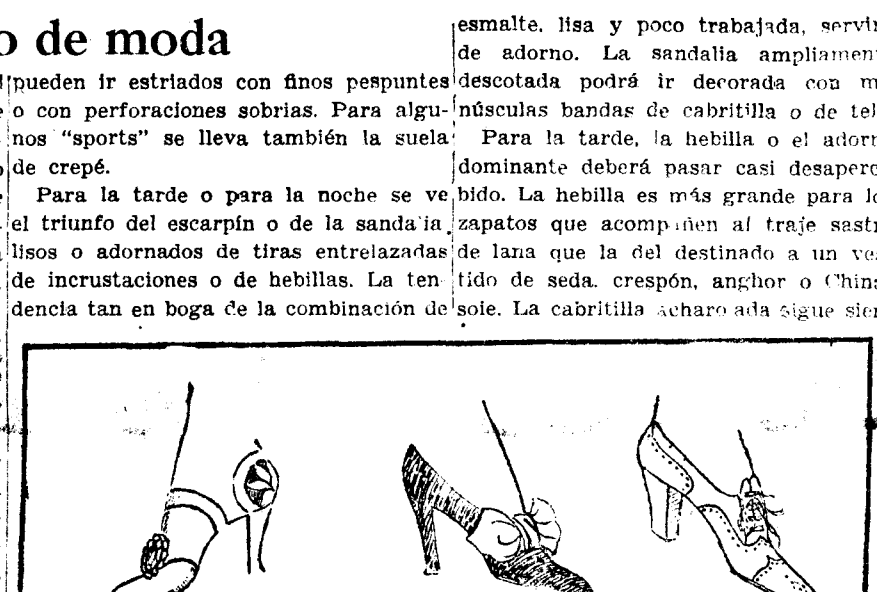 o de moda
pueden ir estriados con finos pespuntes
o con perforaciones sobrias. Para algu-
nos "sports" se lleva también la suela
de crepé.
Para la tarde o para la noche se ve
el triunfo del escarpín o de la sandalia
lisos o adornados de tiras entrelazadas
de incrustaciones o de hebillas. La ten-
dencia tan en boga de la combinación de
esmalte, lisa y poco trabajada, servir
de adorno. La sandalia ampliamen
descotada podrá ir decorada con m
núsculas bandas de cabritilla o de tel
Para la tarde, la hebilla o el adorn
dominante deberá pasar casi desaperc
bido. La hebilla es más grande para lo
zapatos que acompañen al traje sastr
de lana que la del destinado a un ve
tido de seda, crespón, anghor o China
soie. La cabritilla acharolada sigue sie